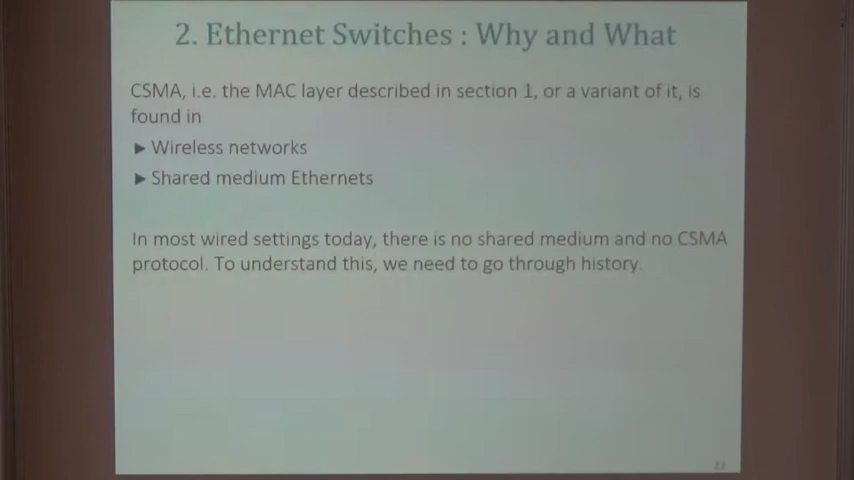 2. Ethernet Switches : Why and What
CSMA, i.e. the MAC layer described in section 1, or a variant of it, is
found in
► Wireless networks
► Shared medium Ethernets
In most wired settings today, there is no shared medium and no CSMA
protocol. To understand this, we need to go through history.